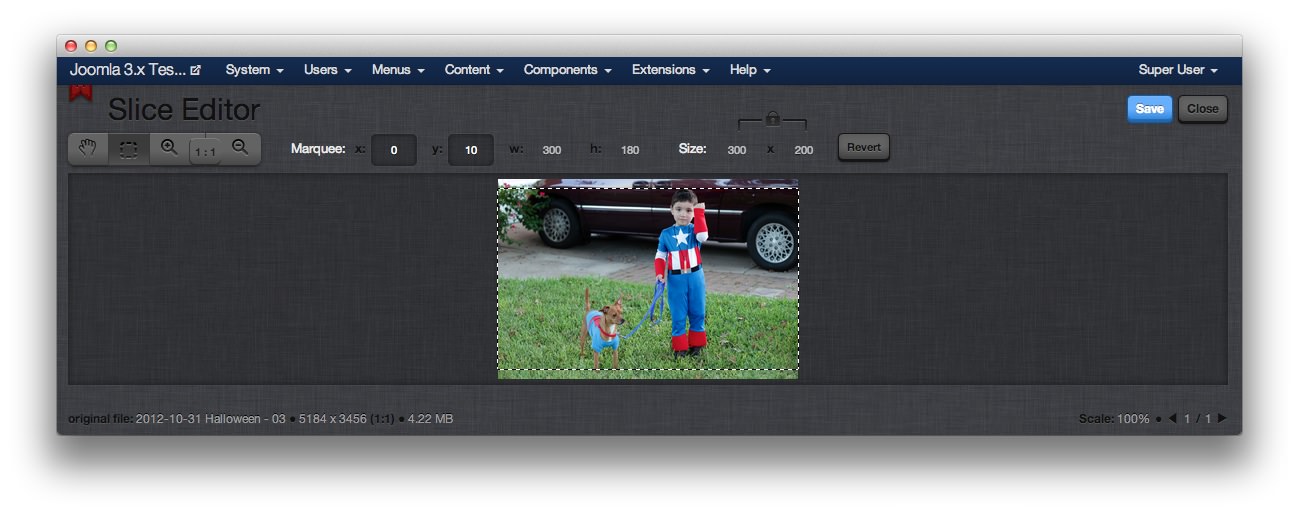 Joomla 3.x Tes... System Users Menus Content Components Extensions Help Super User
Slice Editor Save Close
1:1 Marquee: x: 0 y: 10 w: 300 h: 180 Size: 300 x 200 Revert
original file: 2012-10-31 Halloween - 03 • 5184 x 3456 (1:1) • 4.22 MB Scale: 100% • ◀ 1 / 1 ▶